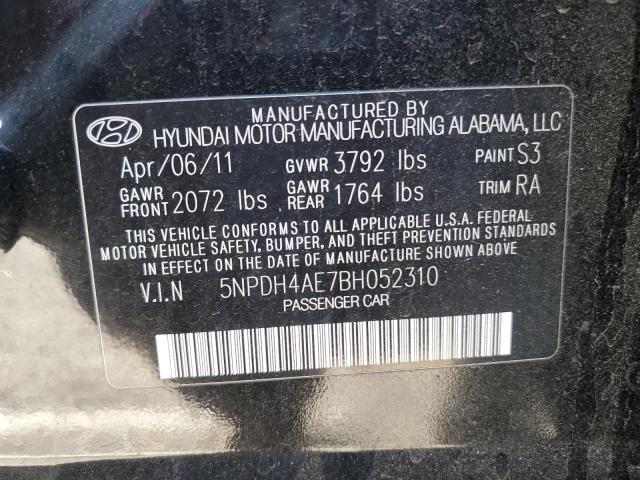 MANUFACTURED BY
HYUNDAI MOTOR MANUFACTURING ALABAMA, LLC
Apr/06/11 GVWR 3792 lbs PAINT S3
GAWR FRONT 2072 lbs GAWR REAR 1764 lbs TRIM RA
THIS VEHICLE CONFORMS TO ALL APPLICABLE U.S.A. FEDERAL
MOTOR VEHICLE SAFETY, BUMPER, AND THEFT PREVENTION STANDARDS
IN EFFECT ON THE DATE OF MANUFACTURE SHOWN ABOVE.
V.I.N 5NPDH4AE7BH052310
PASSENGER CAR